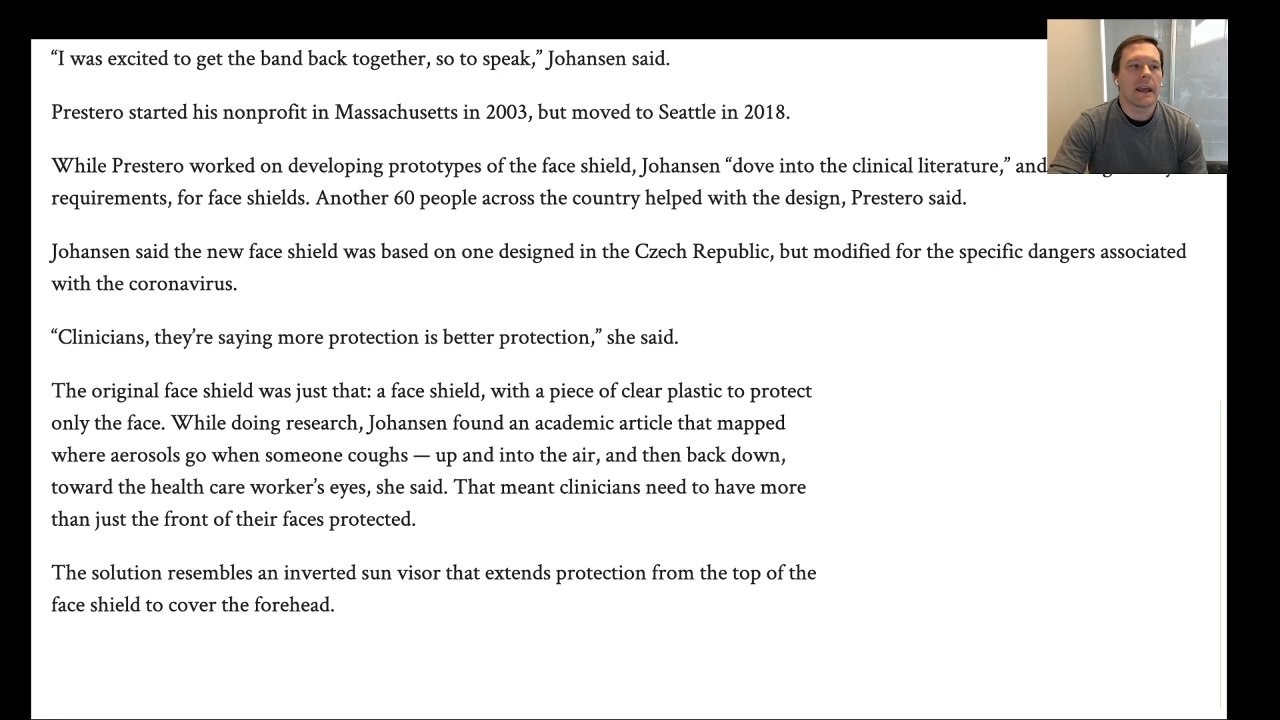 “I was excited to get the band back together, so to speak,” Johansen said.
Prestero started his nonprofit in Massachusetts in 2003, but moved to Seattle in 2018.
While Prestero worked on developing prototypes of the face shield, Johansen “dove into the clinical literature,” and
requirements, for face shields. Another 60 people across the country helped with the design, Prestero said.
Johansen said the new face shield was based on one designed in the Czech Republic, but modified for the specific dangers associated
with the coronavirus.
“Clinicians, they’re saying more protection is better protection,” she said.
The original face shield was just that: a face shield, with a piece of clear plastic to protect
only the face. While doing research, Johansen found an academic article that mapped
where aerosols go when someone coughs — up and into the air, and then back down,
toward the health care worker’s eyes, she said. That meant clinicians need to have more
than just the front of their faces protected.
The solution resembles an inverted sun visor that extends protection from the top of the
face shield to cover the forehead.